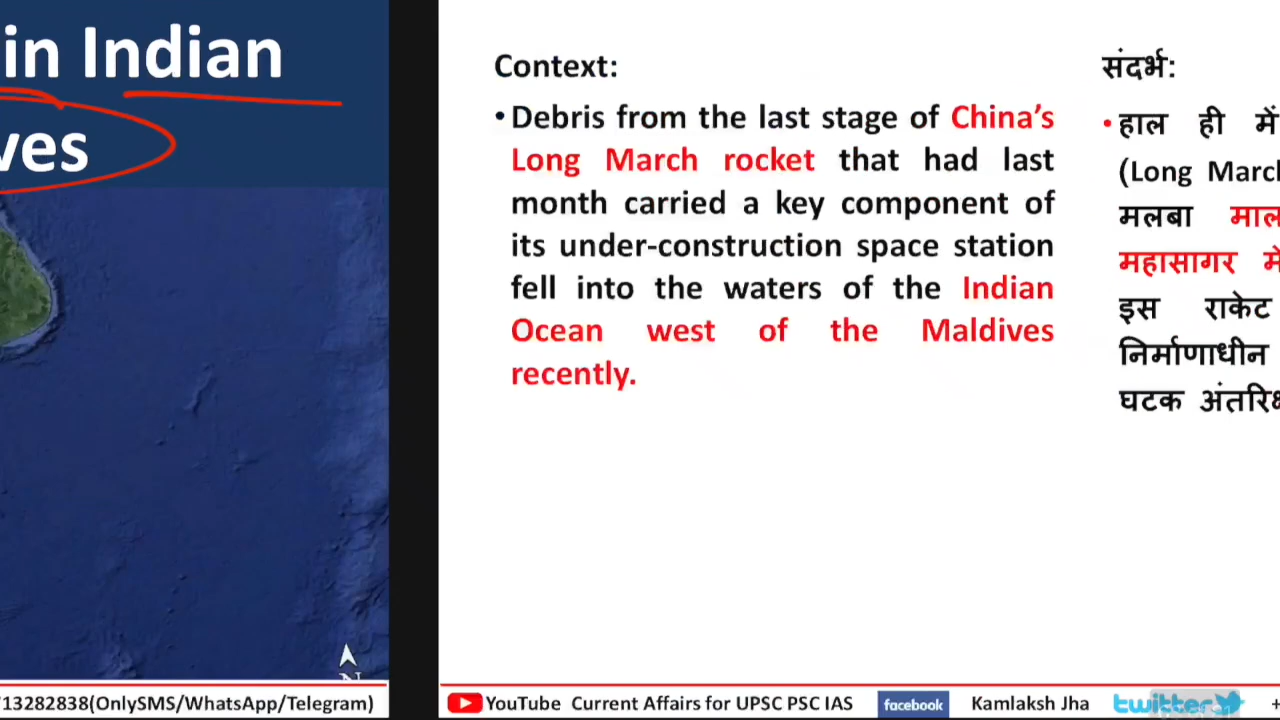 in Indian
ves
Context:
• Debris from the last stage of China's
Long March rocket that had last
month carried a key component of
its under-construction space station
fell into the waters of the Indian
Ocean west of the Maldives
recently.
संदर्भ:
• हाल ही में
(Long March
मलबा माल
महासागर में
इस राकेट
निर्माणाधीन
घटक अंतरिक्ष
N
13282838(OnlySMS/WhatsApp/Telegram)
YouTube Current Affairs for UPSC PSC IAS facebook Kamlaksh Jha twitter +